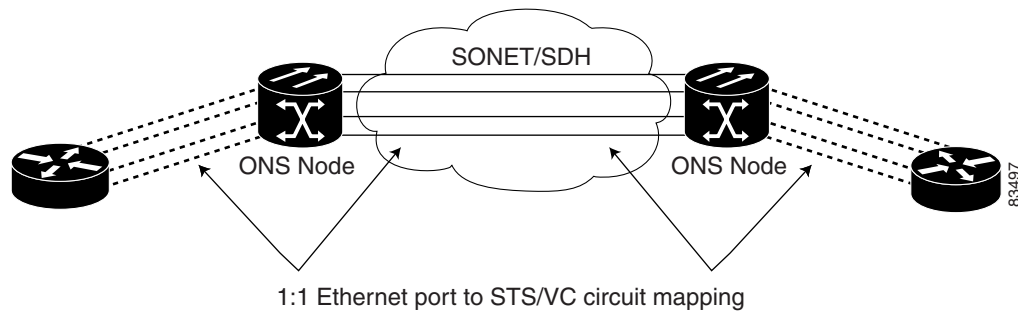 SONET/SDH
ONS Node
ONS Node
83497
1:1 Ethernet port to STS/VC circuit mapping